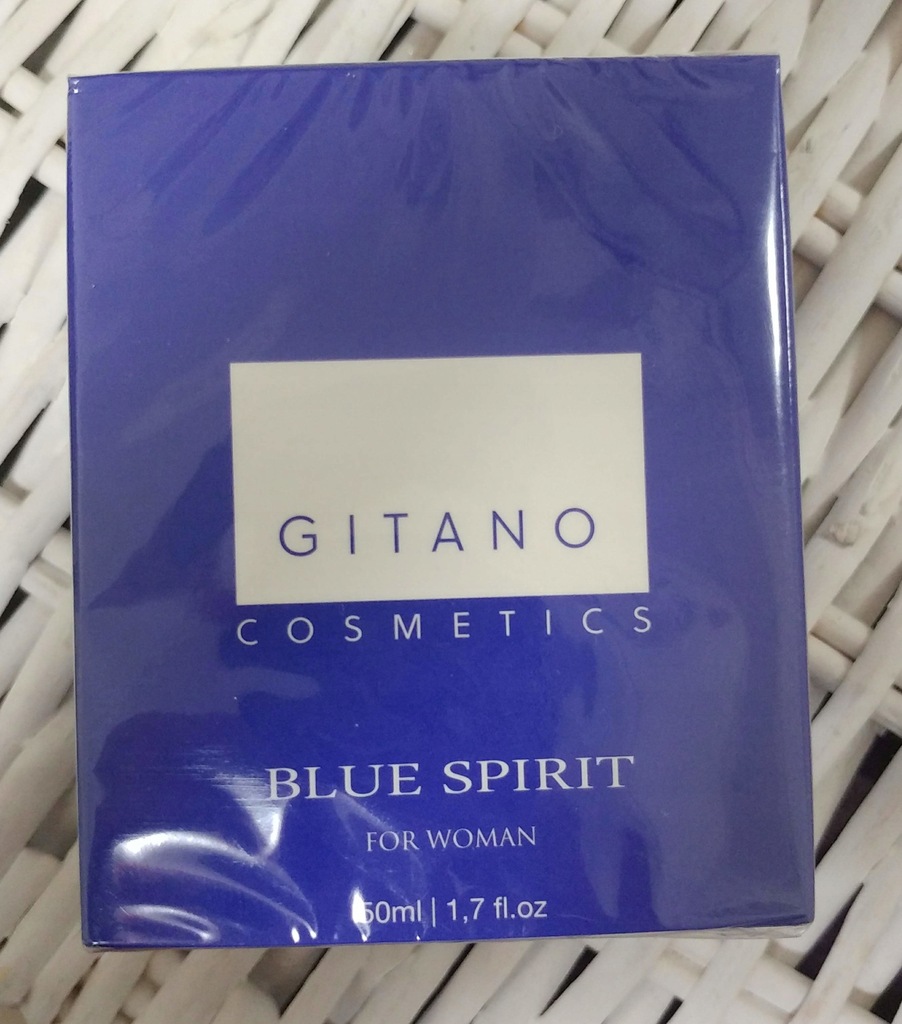 GITANO
COSMETICS
BLUE SPIRIT
FOR WOMAN
50ml | 1,7 fl.oz